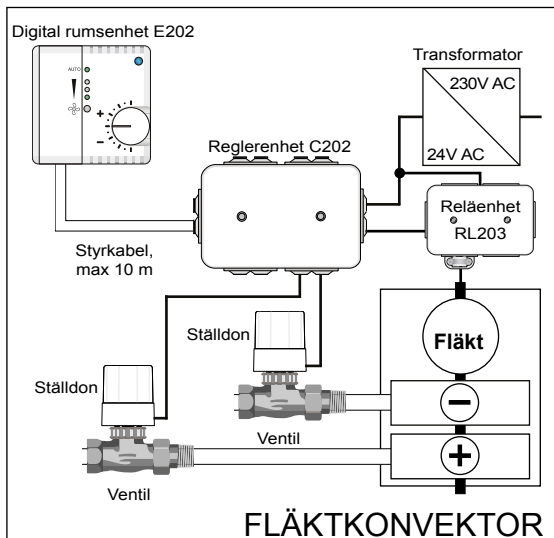 Digital rumsenhet E202
AUTO
+
−
Transformator
230V AC
24V AC
Reglerenhet C202
Reläenhet
RL203
Styrkabel,
max 10 m
Ställdon
Fläkt
Ställdon
−
Ventil
+
Ventil
FLÄKTKONVEKTOR